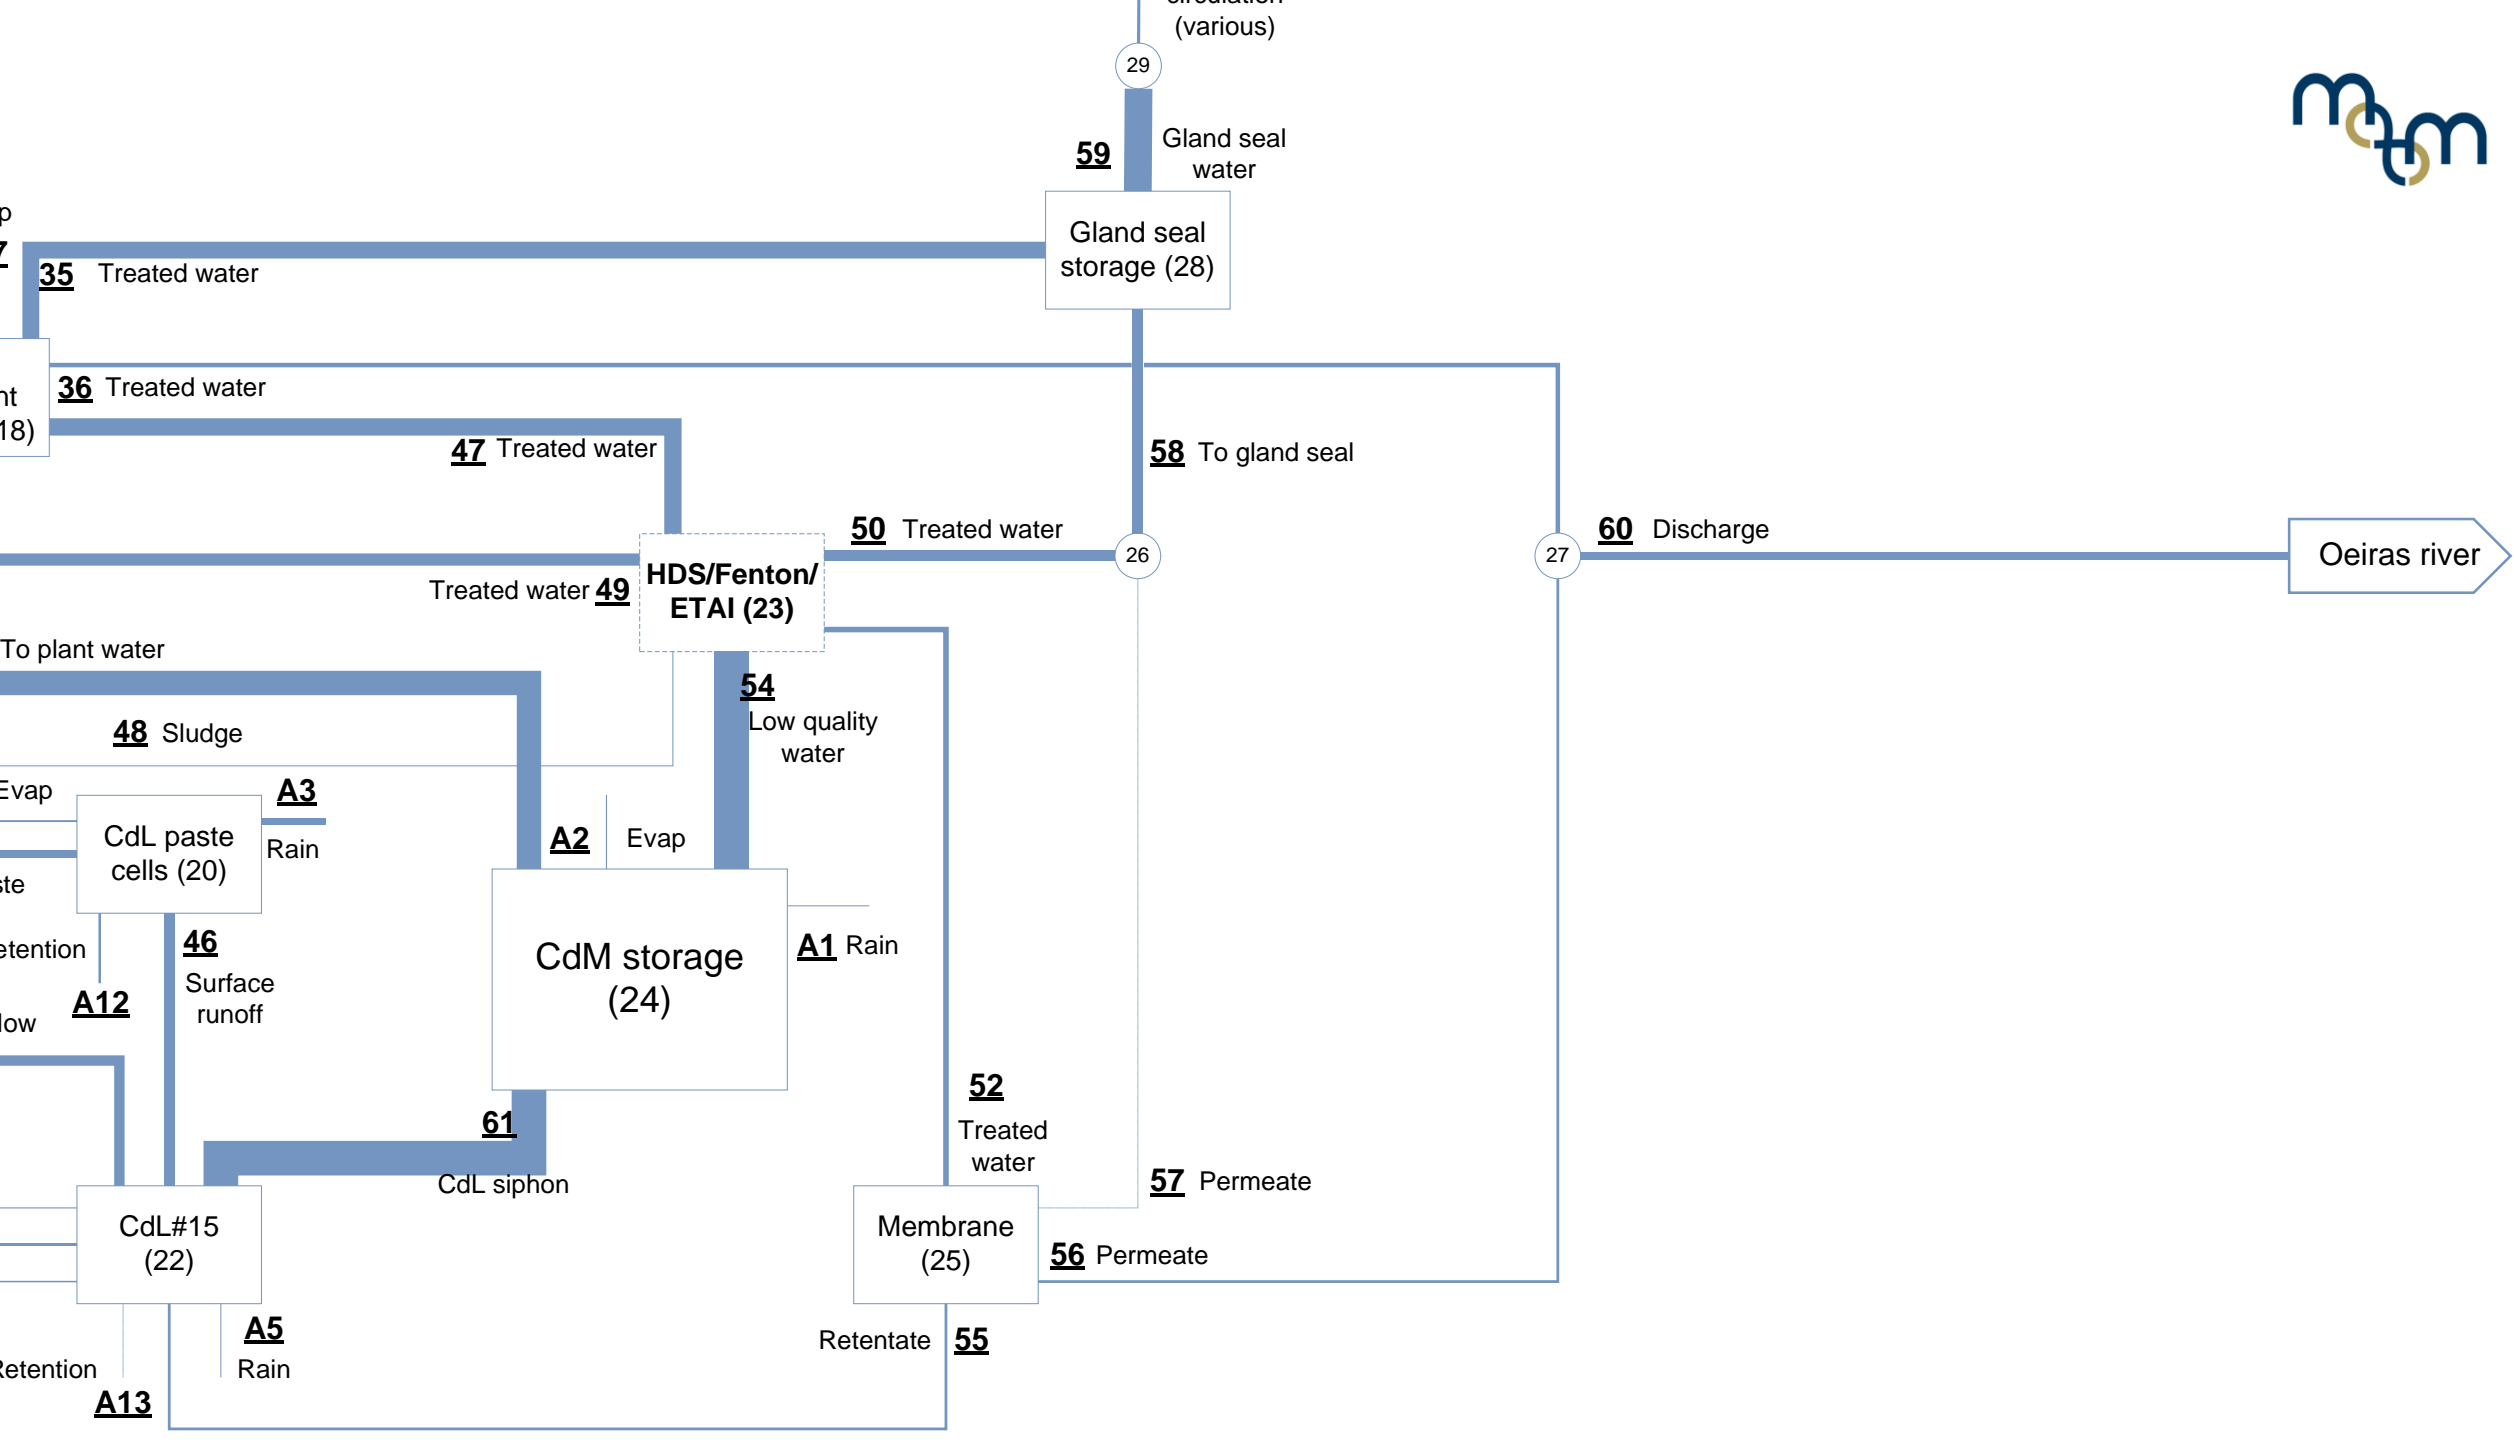 (various)
29
59
Gland seal
water
Gland seal
storage (28)
35 Treated water
36 Treated water
18)
47 Treated water
58 To gland seal
50 Treated water
26
27
60 Discharge
Oeiras river
HDS/Fenton/
ETAI (23)
Treated water 49
To plant water
54
Low quality
water
48 Sludge
Evap
A3
Rain
CdL paste
cells (20)
A2 Evap
46
Surface
runoff
A12
CdM storage
(24)
A1 Rain
61
CdL siphon
52
Treated
water
57 Permeate
CdL#15
(22)
Membrane
(25)
56 Permeate
A5
Rain
Retentate 55
Retention
A13
matom